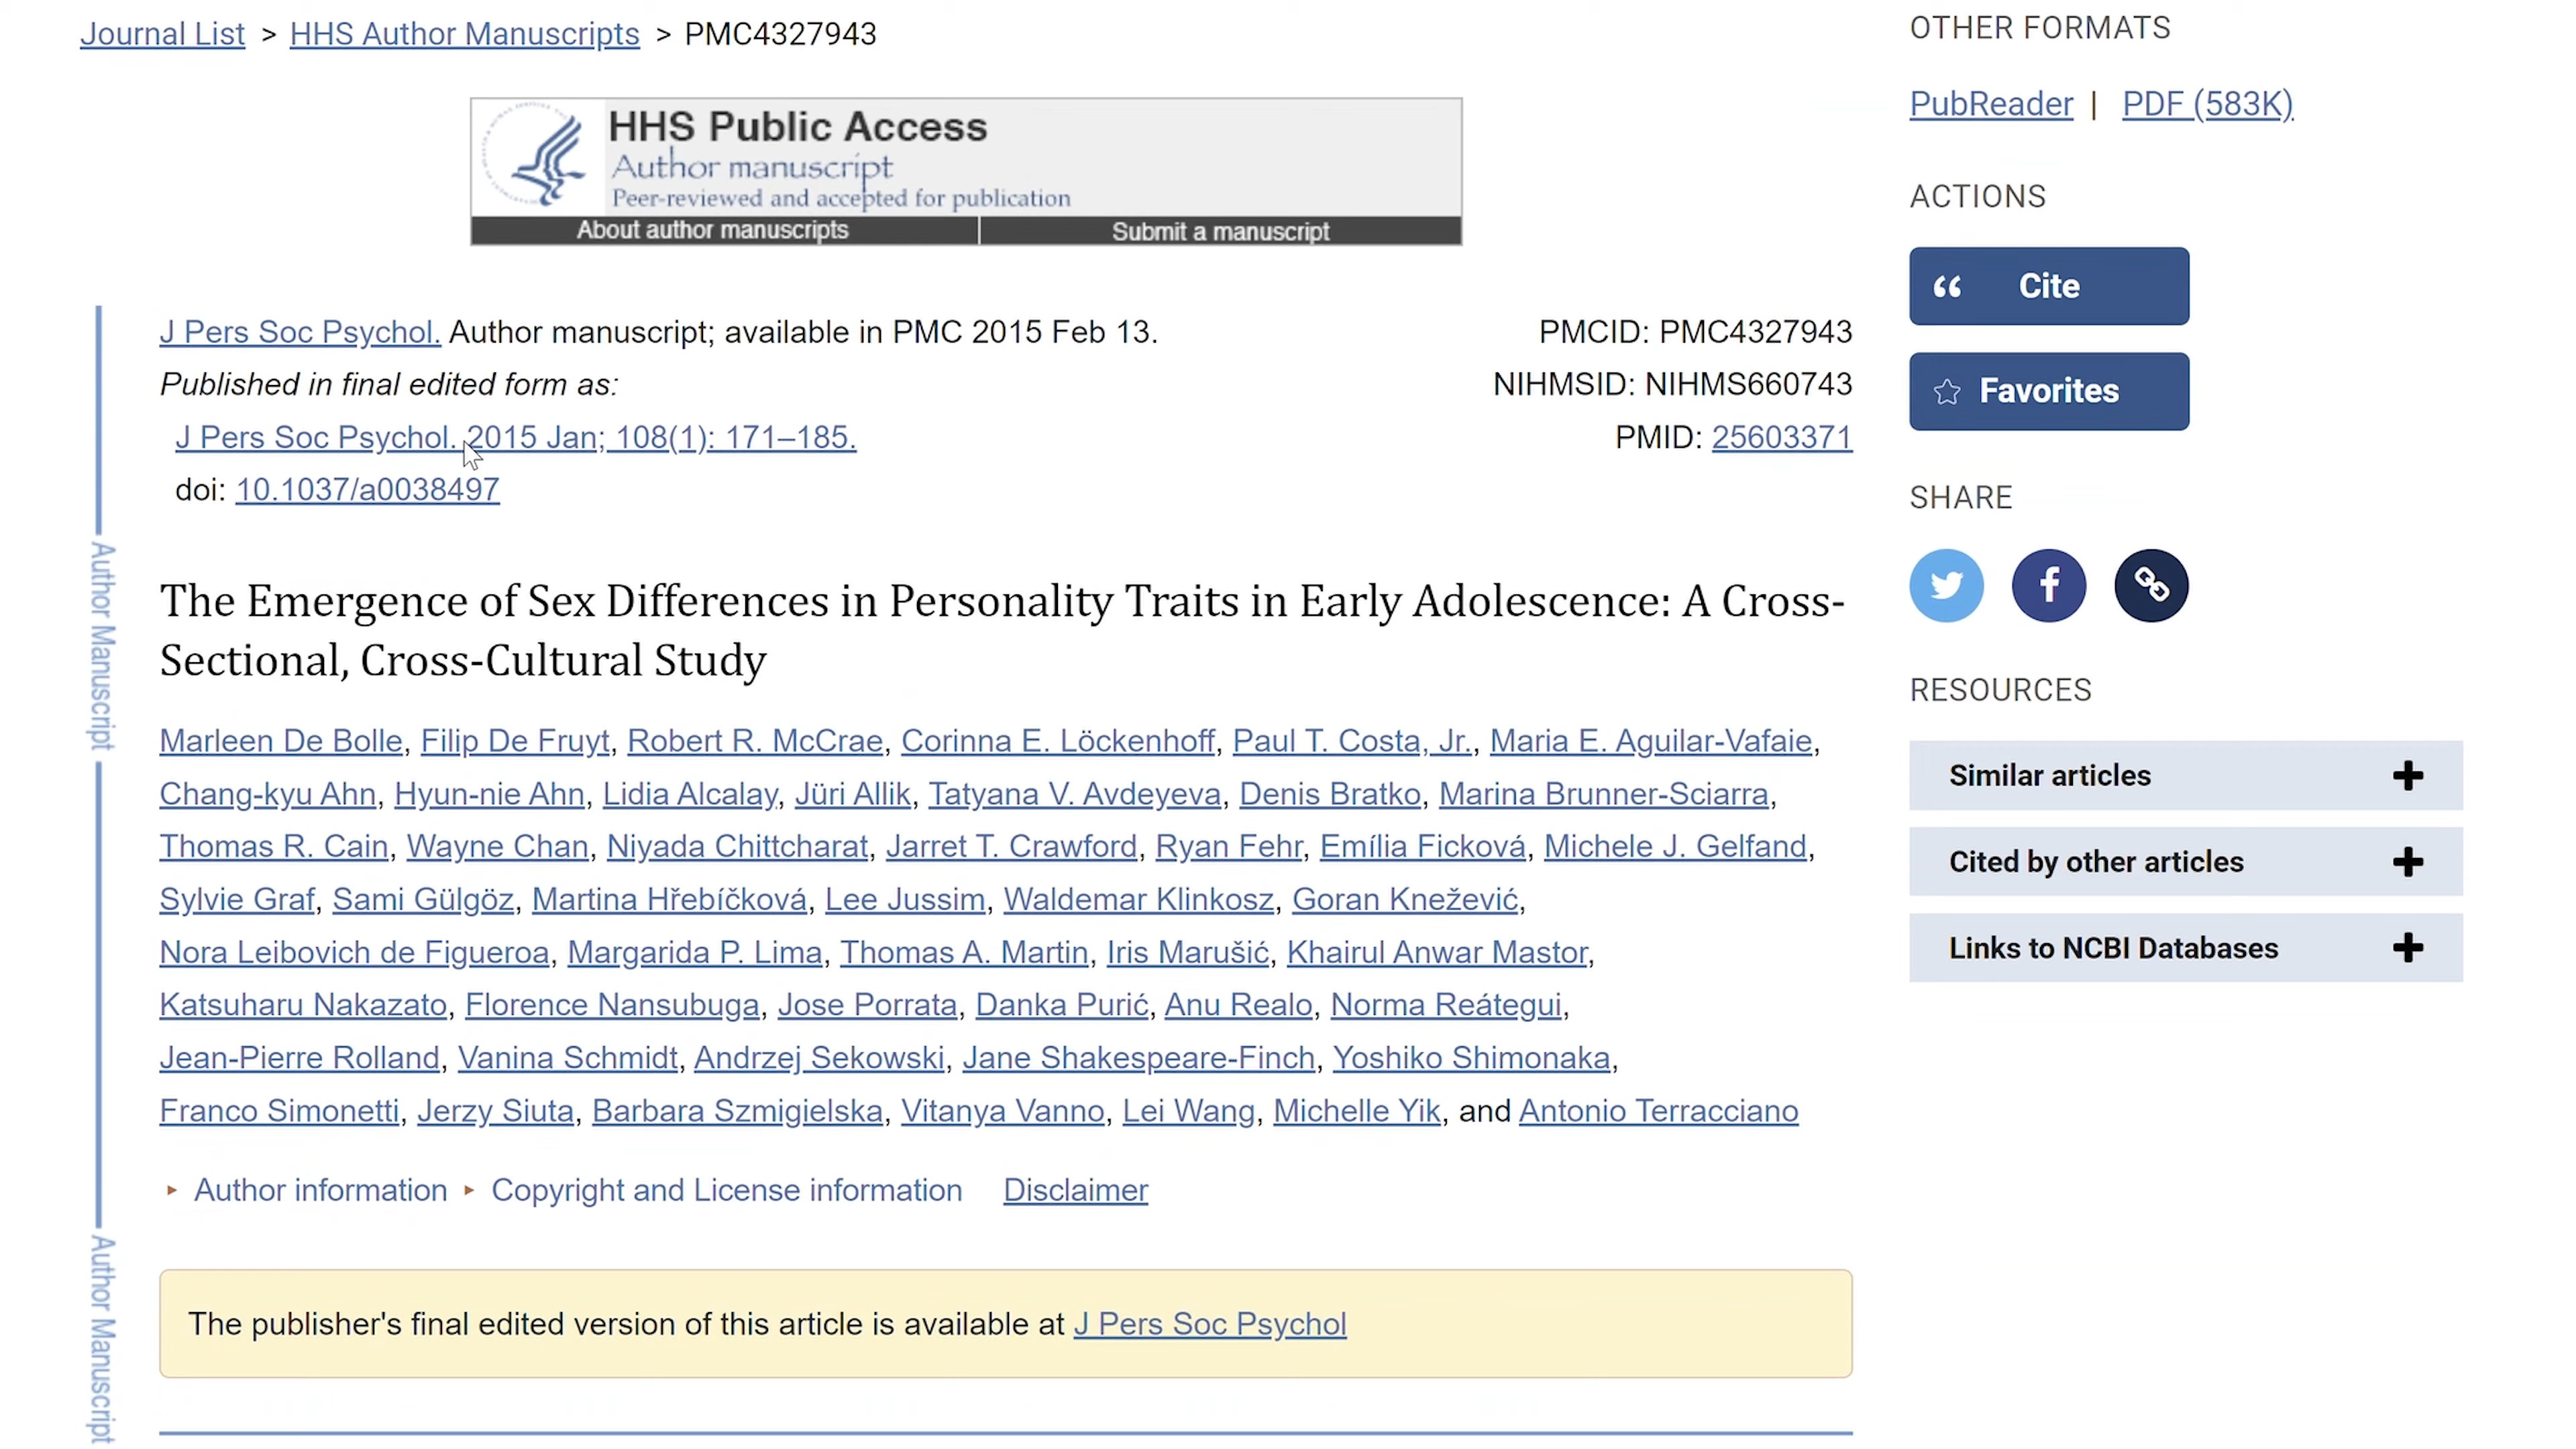 Journal List > HHS Author Manuscripts > PMC4327943
HHS Public Access
Author manuscript
Peer-reviewed and accepted for publication
About author manuscripts
Submit a manuscript
J Pers Soc Psychol. Author manuscript; available in PMC 2015 Feb 13.
Published in final edited form as:
J Pers Soc Psychol. 2015 Jan; 108(1): 171–185.
doi: 10.1037/a0038497
PMCID: PMC4327943
NIHMSID: NIHMS660743
PMID: 25603371
The Emergence of Sex Differences in Personality Traits in Early Adolescence: A Cross-
Sectional, Cross-Cultural Study
Marleen De Bolle, Filip De Fruyt, Robert R. McCrae, Corinna E. Löckenhoff, Paul T. Costa, Jr., Maria E. Aguilar-Vafaie,
Chang-kyu Ahn, Hyun-nie Ahn, Lidia Alcalay, Jüri Allik, Tatyana V. Avdeyeva, Denis Bratko, Marina Brunner-Sciarra,
Thomas R. Cain, Wayne Chan, Niyada Chittcharat, Jarret T. Crawford, Ryan Fehr, Emília Ficková, Michele J. Gelfand,
Sylvie Graf, Sami Gülgöz, Martina Hřebíčková, Lee Jussim, Waldemar Klinkosz, Goran Knežević,
Nora Leibovich de Figueroa, Margarida P. Lima, Thomas A. Martin, Iris Marušić, Khairul Anwar Mastor,
Katsuharu Nakazato, Florence Nansubuga, Jose Porrata, Danka Purić, Anu Realo, Norma Reátegui,
Jean-Pierre Rolland, Vanina Schmidt, Andrzej Sekowski, Jane Shakespeare-Finch, Yoshiko Shimonaka,
Franco Simonetti, Jerzy Siuta, Barbara Szmigielska, Vitanya Vanno, Lei Wang, Michelle Yik, and Antonio Terracciano
Author information Copyright and License information Disclaimer
The publisher's final edited version of this article is available at J Pers Soc Psychol
Author Manuscript
Author Manuscript
OTHER FORMATS
PubReader | PDF (583K)
ACTIONS
Cite
Favorites
SHARE
RESOURCES
Similar articles
Cited by other articles
Links to NCBI Databases